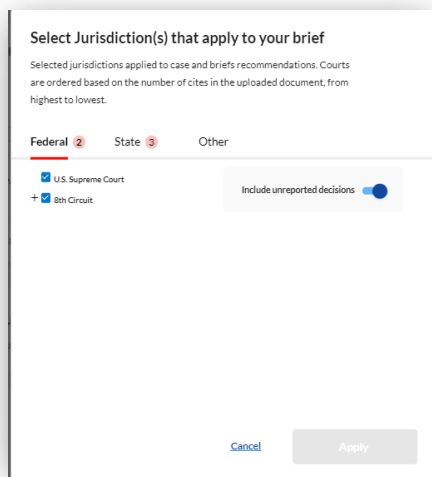 Select Jurisdiction(s) that apply to your brief
Selected jurisdictions applied to case and briefs recommendations. Courts
are ordered based on the number of cites in the uploaded document, from
highest to lowest.
Federal 2 State 3 Other
U.S. Supreme Court
Include unreported decisions
+ 8th Circuit
Cancel Apply